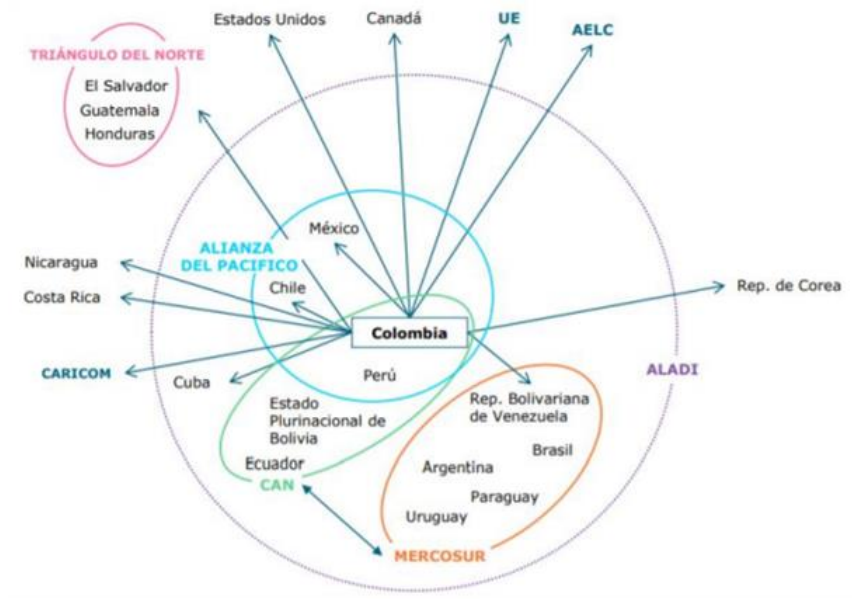 Estados Unidos
Canadá
UE
AELC
TRIÁNGULO DEL NORTE
El Salvador
Guatemala
Honduras
México
ALIANZA
DEL PACIFICO
Nicaragua
Chile
Costa Rica
Rep. de Corea
Colombia
CARICOM
Cuba
Perú
ALADI
Estado
Plurinacional de
Bolivia
Rep. Bolivariana
de Venezuela
Ecuador
Brasil
Argentina
CAN
Paraguay
Uruguay
MERCOSUR